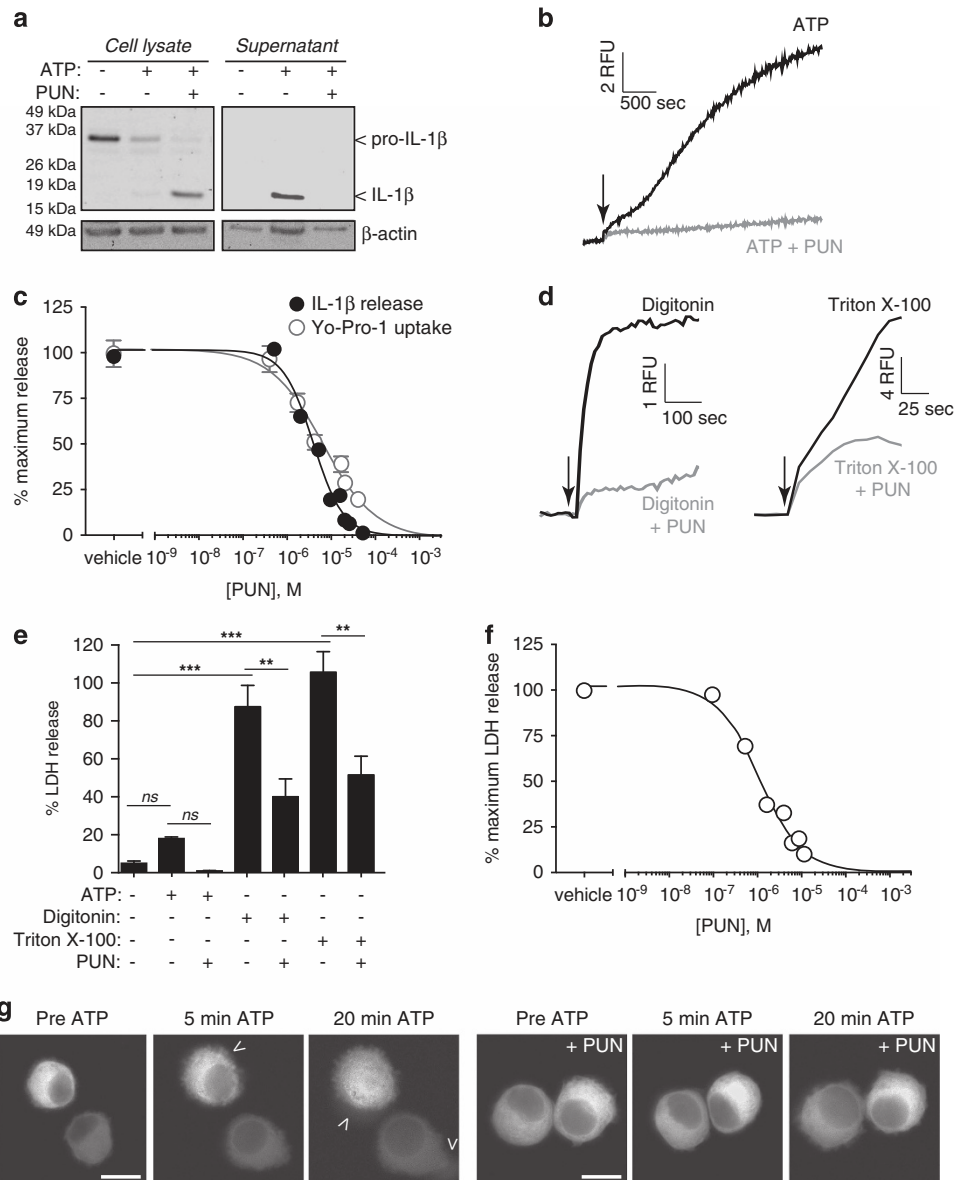 a
Cell lysate Supernatant
ATP: - + + - + +
PUN: - - + - - +
49 kDa
37 kDa
26 kDa
19 kDa
15 kDa
< pro-IL-1β
< IL-1β
49 kDa
β-actin
b
2 RFU
500 sec
ATP
ATP + PUN
c
IL-1β release
Yo-Pro-1 uptake
% maximum release
125
100
75
50
25
0
vehicle 10-9 10-8 10-7 10-6 10-5 10-4 10-3
[PUN], M
d
Digitonin
1 RFU
100 sec
Digitonin
+ PUN
Triton X-100
4 RFU
25 sec
Triton X-100
+ PUN
e
% LDH release
120
100
80
60
40
20
0
*** **
*** **
ns
ns
ATP: - + + - - - -
Digitonin: - - - + + - -
Triton X-100: - - - - - + +
PUN: - - + - + - +
f
% maximum LDH release
125
100
75
50
25
0
vehicle 10-9 10-8 10-7 10-6 10-5 10-4 10-3
[PUN], M
g
Pre ATP 5 min ATP 20 min ATP Pre ATP 5 min ATP 20 min ATP
+ PUN + PUN + PUN